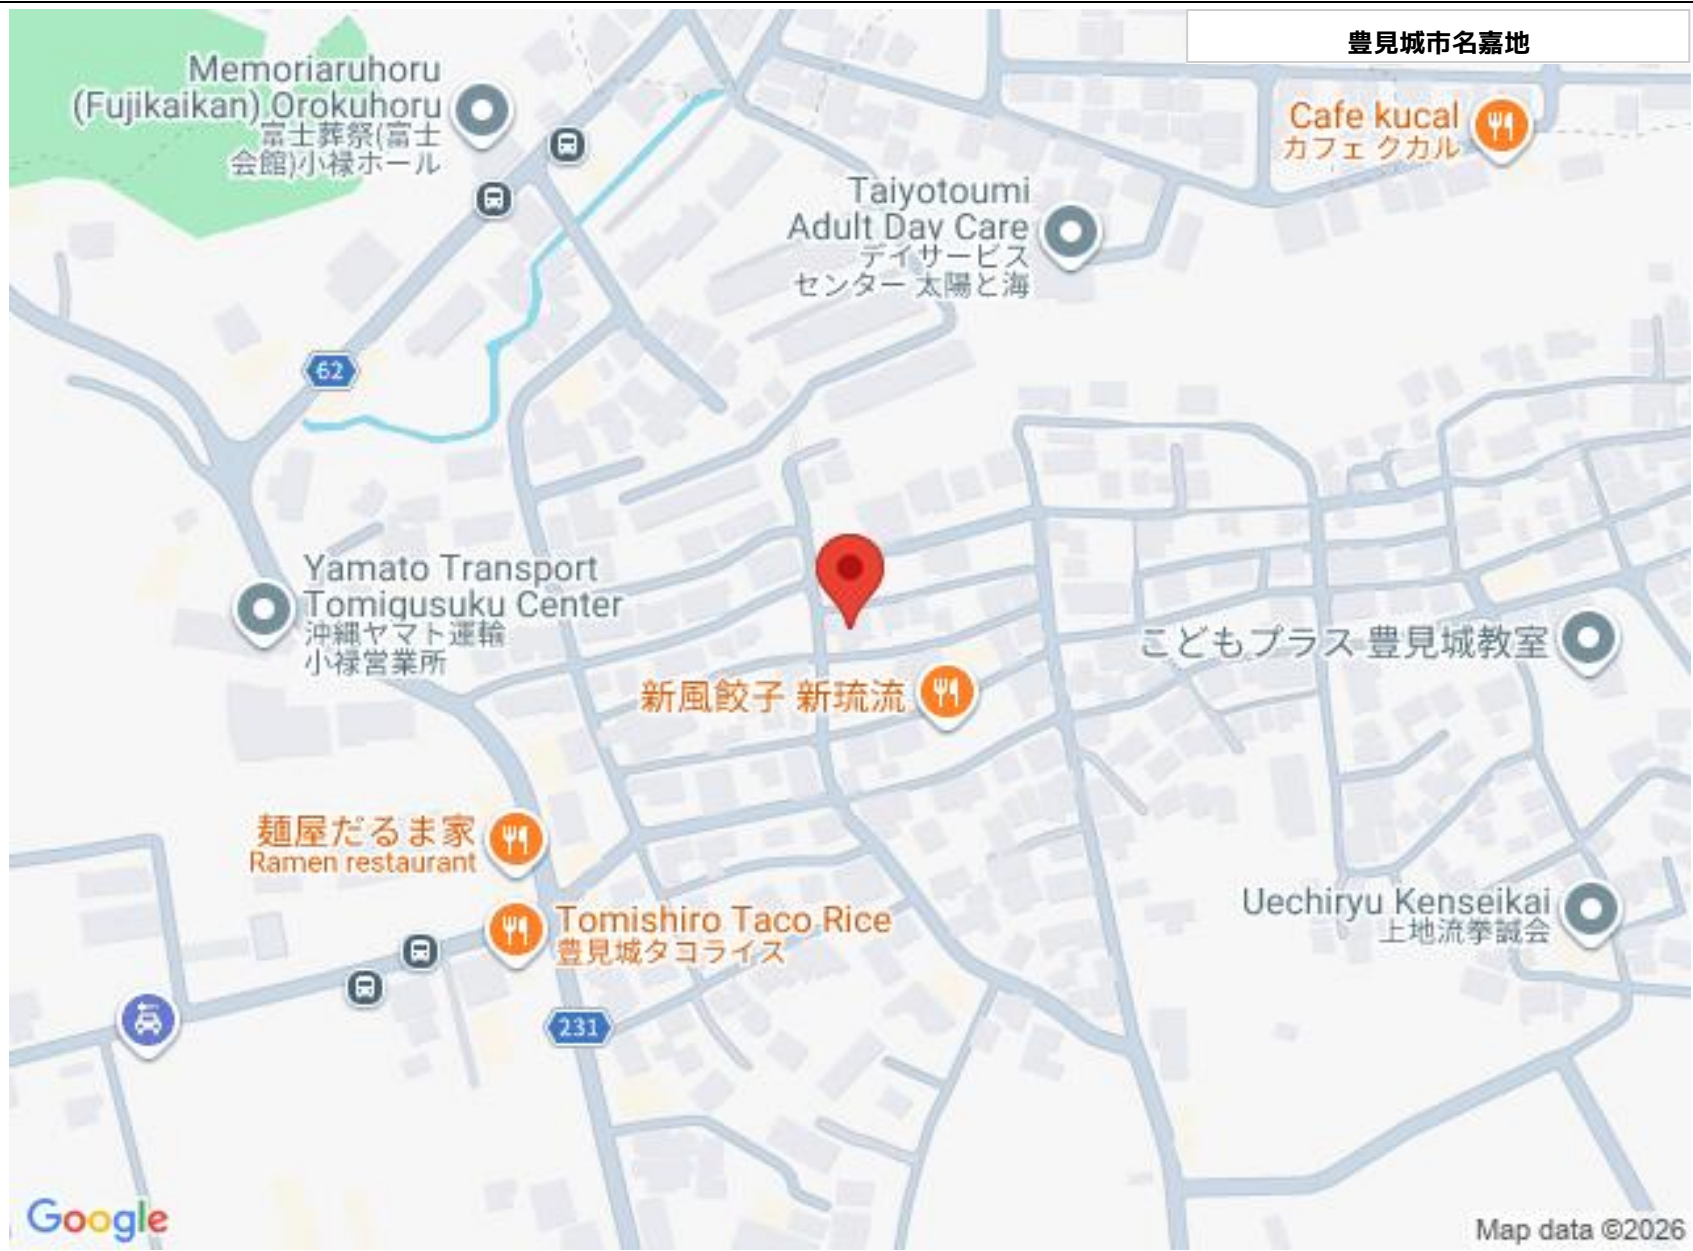 豊見城市名嘉地
Memoriaruhoru
(Fujikaikan) Orokuhoru
富士葬祭(富士
会館)小禄ホール
Cafe kucal
カフェ クカル
Taiyotoumi
Adult Day Care
デイサービス
センター 太陽と海
62
Yamato Transport
Tomigusuku Center
沖縄ヤマト運輸
小禄営業所
こどもプラス 豊見城教室
新風餃子 新琉流
麺屋だるま家
Ramen restaurant
Uechiryu Kenseikai
上地流拳誠会
Tomishiro Taco Rice
豊見城タコライス
231
Google
Map data ©2026